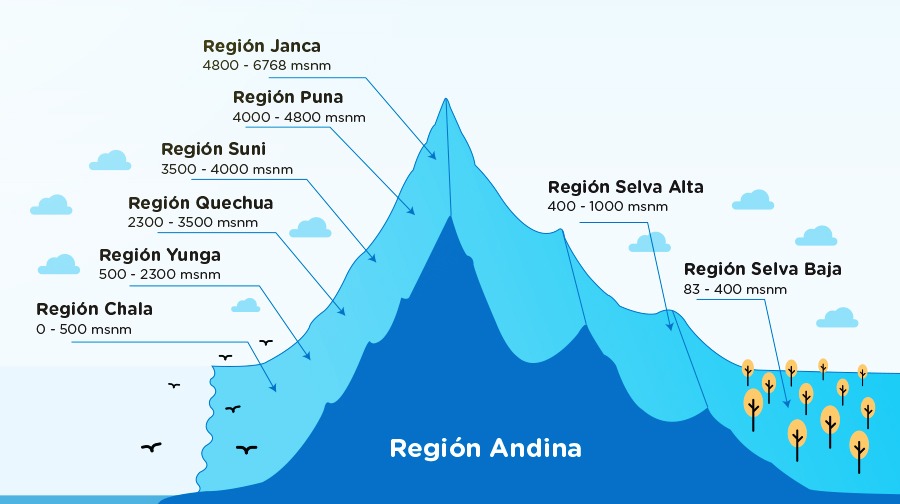 Región Janca
4800 - 6768 msnm
Región Puna
4000 - 4800 msnm
Región Suni
3500 - 4000 msnm
Región Quechua
2300 - 3500 msnm
Región Yunga
500 - 2300 msnm
Región Chala
0 - 500 msnm
Región Selva Alta
400 - 1000 msnm
Región Selva Baja
83 - 400 msnm
Región Andina